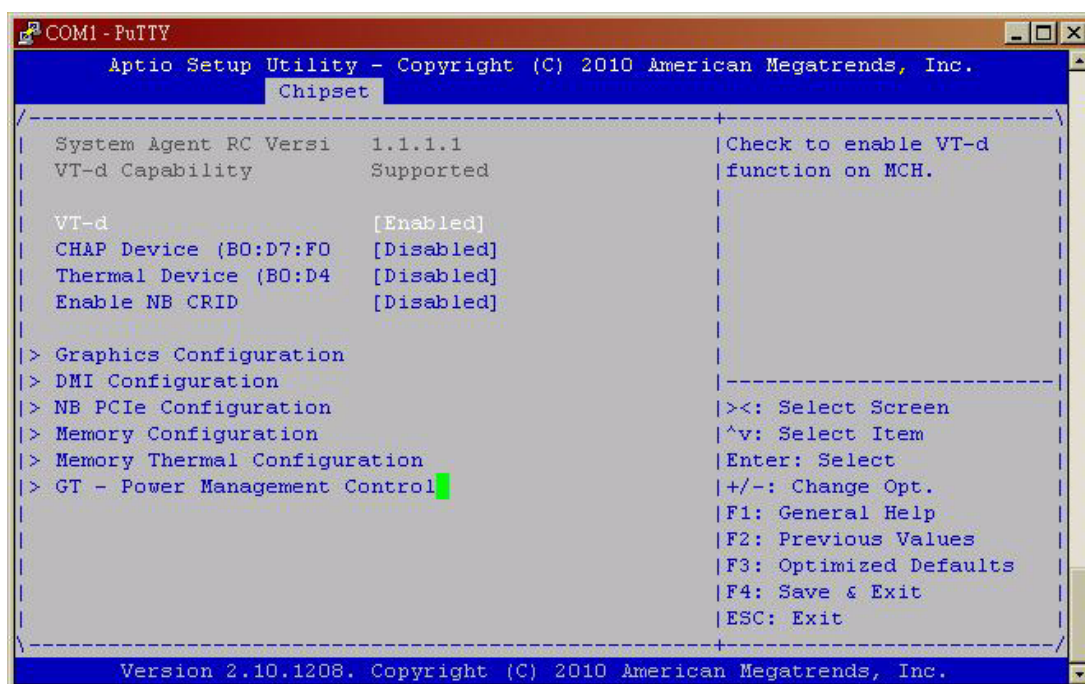 COM1 - PuTTY
Aptio Setup Utility - Copyright (C) 2010 American Megatrends, Inc.
Chipset
System Agent RC Versi 1.1.1.1
VT-d Capability Supported
VT-d [Enabled]
CHAP Device (B0:D7:F0 [Disabled]
Thermal Device (B0:D4 [Disabled]
Enable NB CRID [Disabled]
> Graphics Configuration
> DMI Configuration
> NB PCIe Configuration
> Memory Configuration
> Memory Thermal Configuration
> GT - Power Management Control
Check to enable VT-d
function on MCH.
><: Select Screen
^v: Select Item
Enter: Select
+/-: Change Opt.
F1: General Help
F2: Previous Values
F3: Optimized Defaults
F4: Save & Exit
ESC: Exit
Version 2.10.1208. Copyright (C) 2010 American Megatrends, Inc.